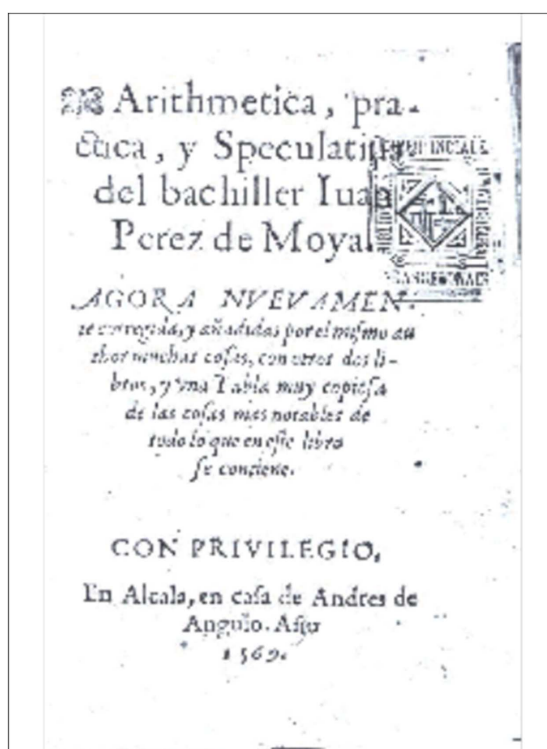 Arithmetica, pra-
ctica, y Speculatiua
del bachiller Iuan
Perez de Moya.
AGORA NVEVAMEN-
te corregida, y añadidas por el mismo au
thor muchas cosas, con otros dos li-
bros, y vna Tabla muy copiosa
de las cosas mas notables de
todo lo que en este libro
se contiene.
CON PRIVILEGIO,
En Alcala, en casa de Andres de
Angulo. Año
1569.